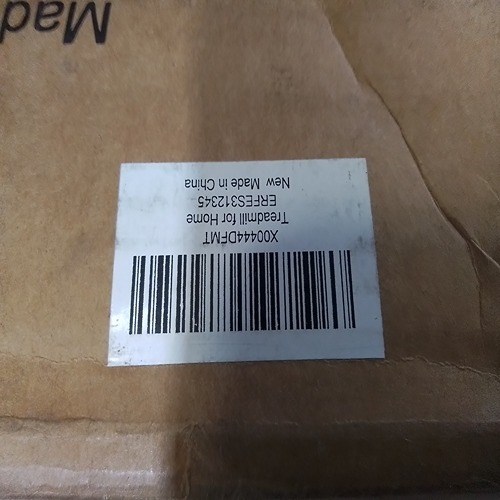 X00444DFMT
Treadmill for Home
ERFES312345
New Made in China
Mad